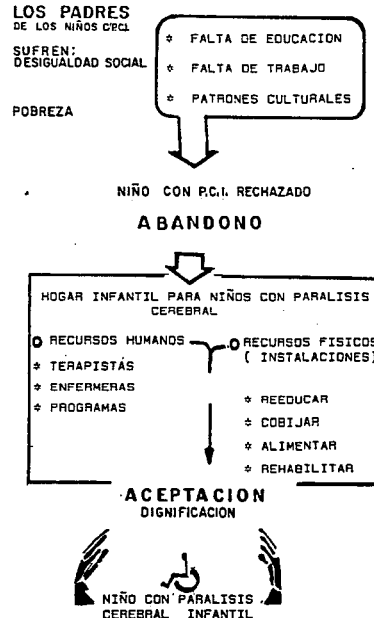 LOS PADRES
DE LOS NIÑOS C/P.C.I.
SUFREN:
DESIGUALDAD SOCIAL
POBREZA
* FALTA DE EDUCACION
* FALTA DE TRABAJO
* PATRONES CULTURALES
NIÑO CON P.C.I. RECHAZADO
ABANDONO
HOGAR INFANTIL PARA NIÑOS CON PARALISIS
CEREBRAL
RECURSOS HUMANOS
* TERAPISTAS
* ENFERMERAS
* PROGRAMAS
RECURSOS FISICOS
( INSTALACIONES)
* REEDUCAR
* COBIJAR
* ALIMENTAR
* REHABILITAR
ACEPTACION
DIGNIFICACION
NIÑO CON PARALISIS
CEREBRAL INFANTIL